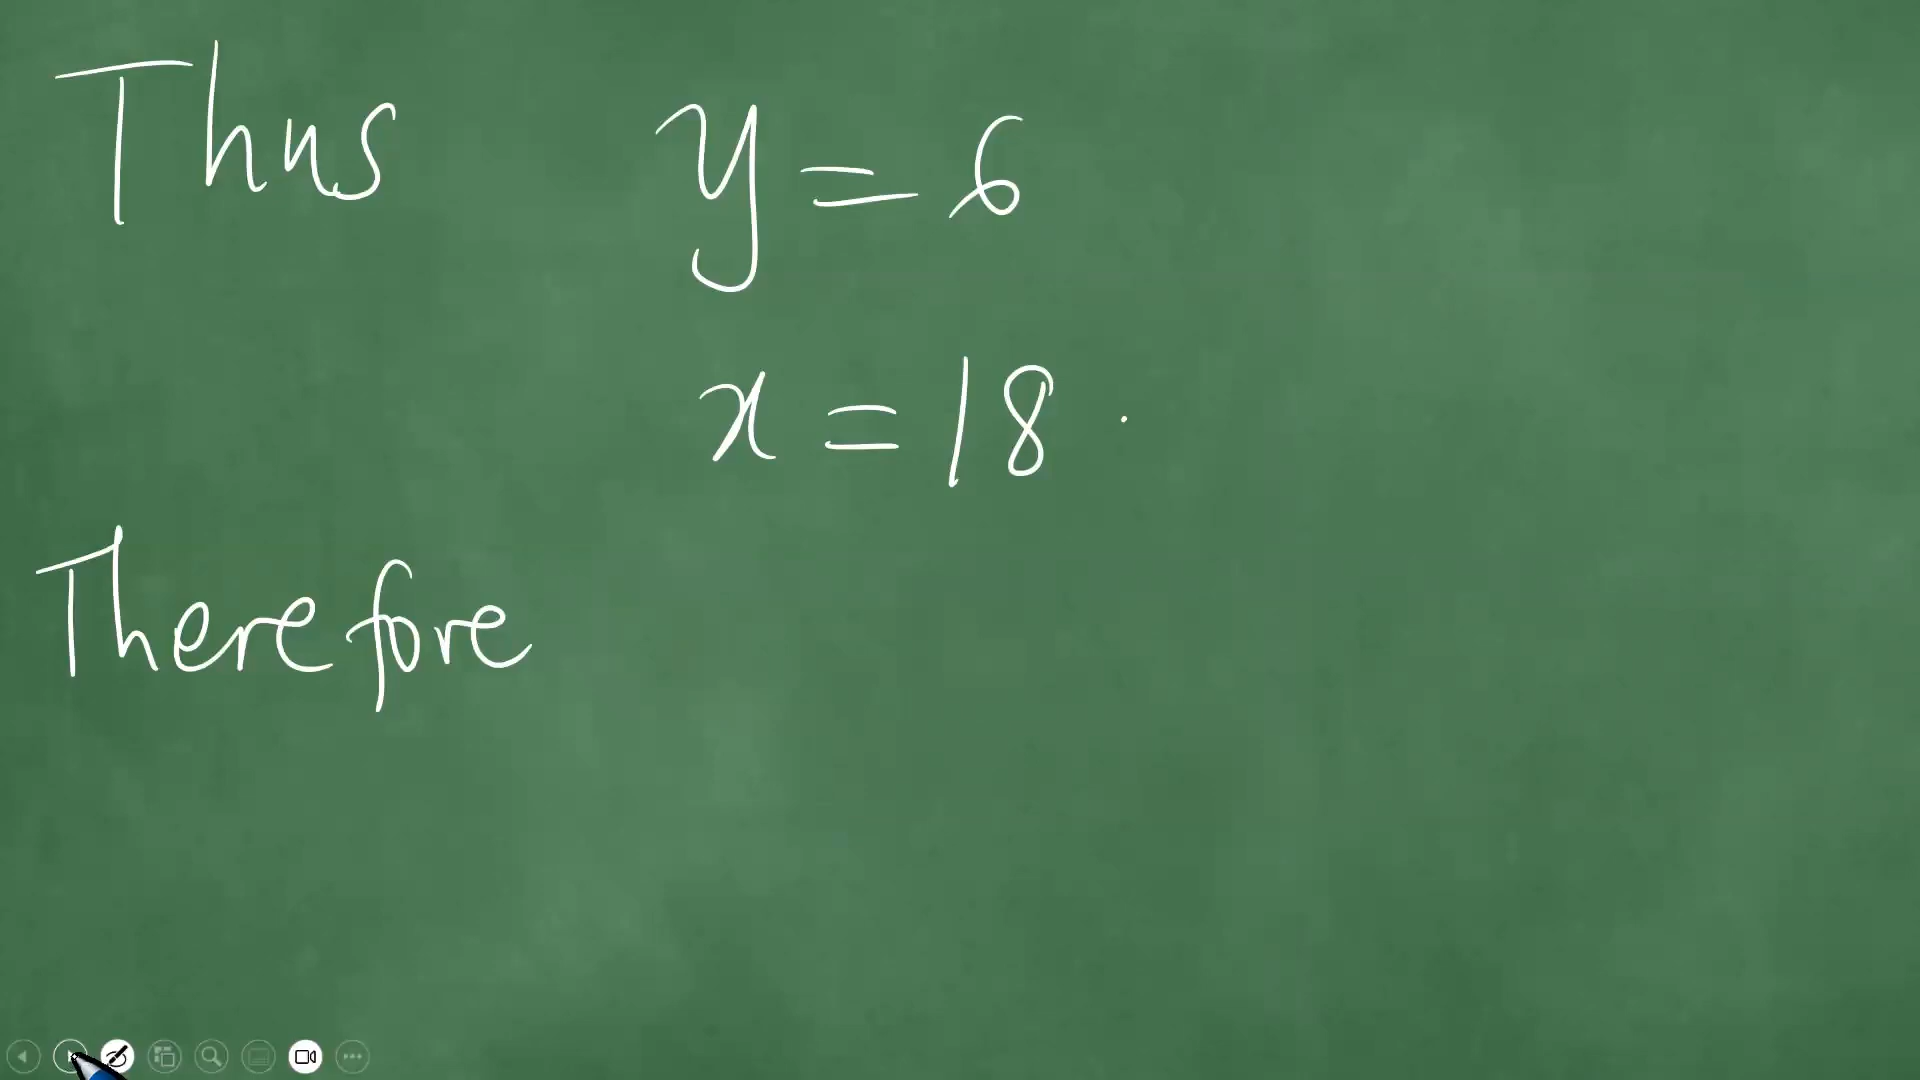 Thus y = 6
x = 18 .
Therefore